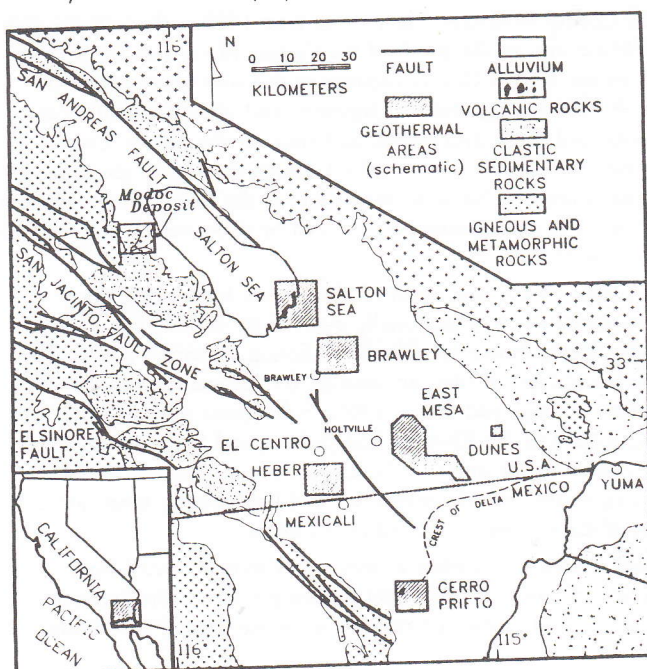 116°
N
0 10 20 30
KILOMETERS
FAULT
GEOTHERMAL
AREAS
(schematic)
ALLUVIUM
VOLCANIC ROCKS
CLASTIC
SEDIMENTARY
ROCKS
IGNEOUS AND
METAMORPHIC
ROCKS
SAN ANDREAS FAULT
Modoc
Deposit
SALTON SEA
SALTON
SEA
SAN JACINTO FAULT ZONE
BRAWLEY
BRAWLEY
33
EAST
MESA
HOLTVILLE
DUNES
ELSINORE
FAULT
EL CENTRO
HEBER
U.S.A.
MEXICO
YUMA
MEXICALI
CREST OF DELTA
CERRO
PRIETO
CALIFORNIA
PACIFIC
OCEAN
116°
115°